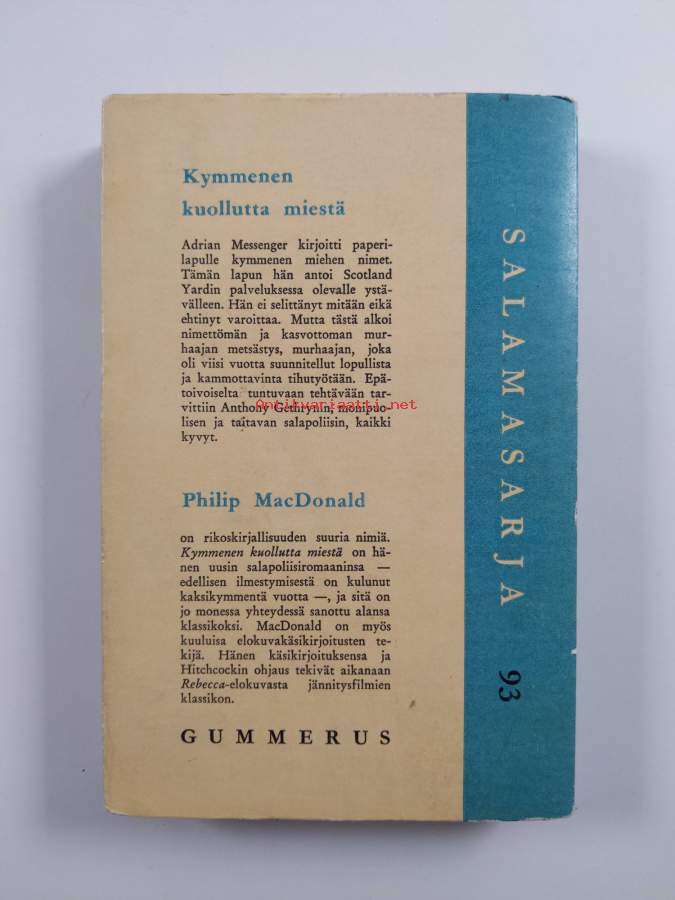 Kymmenen
kuollutta miestä
Adrian Messenger kirjoitti paperi-
lapulle kymmenen miehen nimet.
Tämän lapun hän antoi Scotland
Yardin palveluksessa olevalle ystä-
välleen. Hän ei selittänyt mitään eikä
ehtinyt varoittaa. Mutta tästä alkoi
nimettömän ja kasvottoman mur-
haajan metsästys, murhaajan, joka
oli viisi vuotta suunnitellut lopullista
ja kammottavinta tihutyötään. Epä-
toivoiselta tuntuvaan tehtävään tar-
vittiin Anthony Gethrynin, monipuo-
lisen ja taitavan salapoliisin, kaikki
kyvyt.
Antikvariaatti.net
Philip MacDonald
on rikoskirjallisuuden suuria nimiä.
Kymmenen kuollutta miestä on hä-
nen uusin salapoliisiromaaninsa —
edellisen ilmestymisestä on kulunut
kaksikymmentä vuotta —, ja sitä on
jo monessa yhteydessä sanottu alansa
klassikoksi. MacDonald on myös
kuuluisa elokuvakäsikirjoitusten te-
kijä. Hänen käsikirjoituksensa ja
Hitchcockin ohjaus tekivät aikanaan
Rebecca-elokuvasta jännitysfilmien
klassikon.
GUMMERUS
SALAMASARJA 93